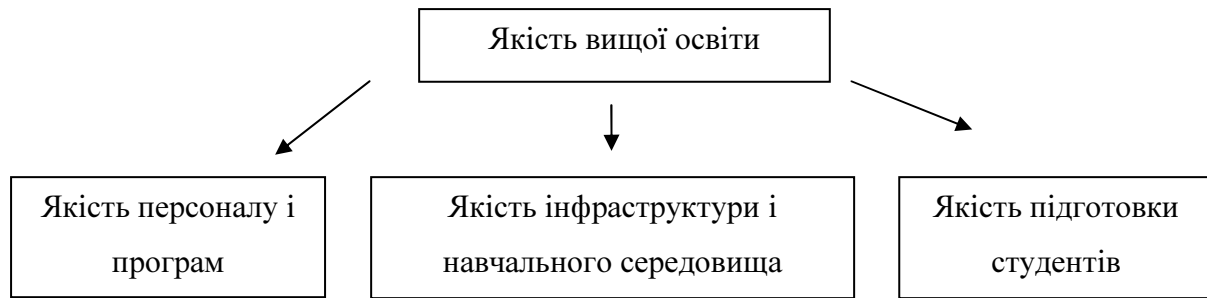 Якість вищої освіти
Якість персоналу і
програм
Якість інфраструктури і
навчального середовища
Якість підготовки
студентів